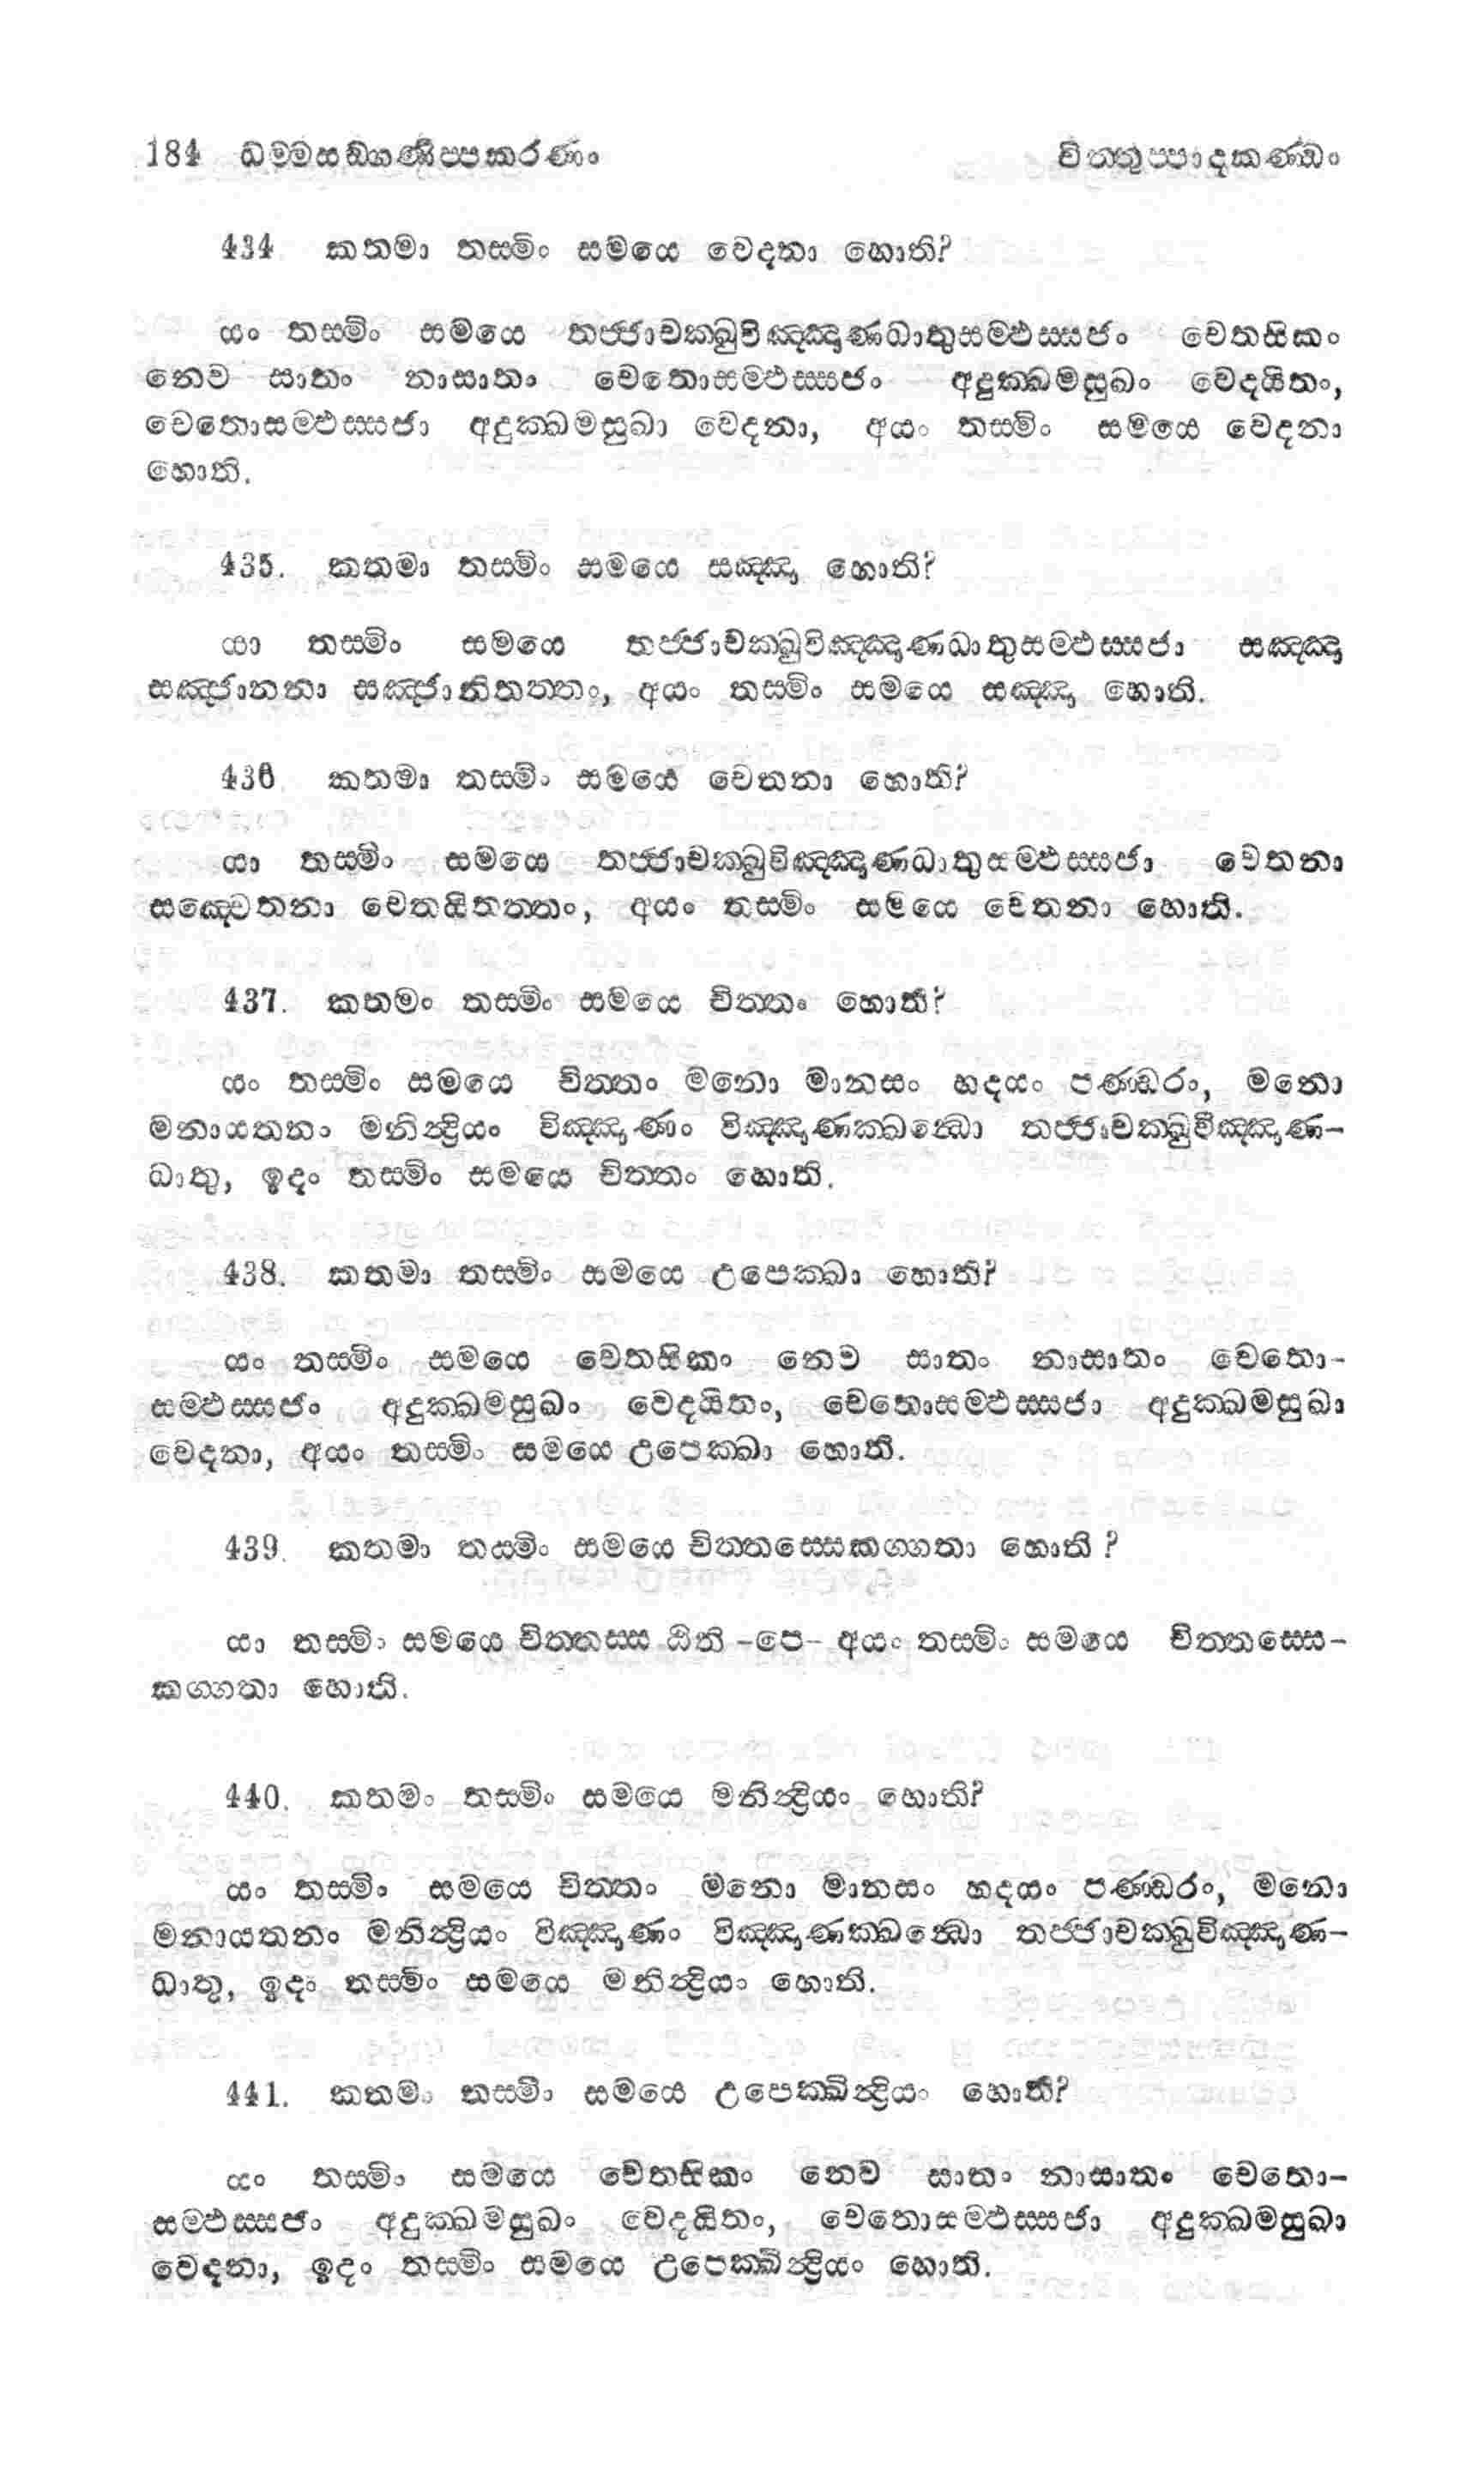 184 ධම්මසඞ්ගණිප්පකරණං චිත්තුප්පාදකණ්ඩං
434 කතමා තස්මිං සමයෙ වෙදනා හොති?
යං තස්මිං සමයෙ තජ්ජාචක්ඛුවිඤ්ඤාණධාතුසම්ඵස්සජං චෙතසිකං
නෙව සාතං නාසාතං චෙතොසම්ඵස්සජං අදුක්ඛමසුඛං වෙදයිතං,
චෙතොසම්ඵස්සජා අදුක්ඛමසුඛා වෙදනා, අයං තස්මිං සමයෙ වෙදනා
හොති.
435. කතමා තස්මිං සමයෙ සඤ්ඤා හොති?
යා තස්මිං සමයෙ තජ්ජාචක්ඛුවිඤ්ඤාණධාතුසම්ඵස්සජා සඤ්ඤා
සඤ්ජානනා සඤ්ජානිතත්තං, අයං තස්මිං සමයෙ සඤ්ඤා හොති.
436. කතමා තස්මිං සමයෙ චෙතනා හොති?
යා තස්මිං සමයෙ තජ්ජාචක්ඛුවිඤ්ඤාණධාතුසම්ඵස්සජා චෙතනා
සඤ්චෙතනා චෙතයිතත්තං, අයං තස්මිං සමයෙ චෙතනා හොති.
437. කතමං තස්මිං සමයෙ චිත්තං හොති?
යං තස්මිං සමයෙ චිත්තං මනො මානසං හදයං පණ්ඩරං, මනො
මනායතනං මනින්ද්‍රියං විඤ්ඤාණං විඤ්ඤාණක්ඛන්ධො තජ්ජාචක්ඛුවිඤ්ඤාණ-
ධාතු, ඉදං තස්මිං සමයෙ චිත්තං හොති.
438. කතමා තස්මිං සමයෙ උපෙක්ඛා හොති?
යං තස්මිං සමයෙ චෙතසිකං නෙව සාතං නාසාතං චෙතො-
සම්ඵස්සජං අදුක්ඛමසුඛං වෙදයිතං, චෙතොසම්ඵස්සජා අදුක්ඛමසුඛා
වෙදනා, අයං තස්මිං සමයෙ උපෙක්ඛා හොති.
439. කතමා තස්මිං සමයෙ චිත්තස්සෙකග්ගතා හොති ?
යා තස්මිං සමයෙ චිත්තස්ස ඨිති -පෙ- අයං තස්මිං සමයෙ චිත්තස්සෙ-
කග්ගතා හොති.
440. කතමං තස්මිං සමයෙ මනින්ද්‍රියං හොති?
යං තස්මිං සමයෙ චිත්තං මනො මානසං හදයං පණ්ඩරං, මනො
මනායතනං මනින්ද්‍රියං විඤ්ඤාණං විඤ්ඤාණක්ඛන්ධො තජ්ජාචක්ඛුවිඤ්ඤාණ-
ධාතු, ඉදං තස්මිං සමයෙ මනින්ද්‍රියං හොති.
441. කතමං තස්මිං සමයෙ උපෙක්ඛින්ද්‍රියං හොති?
යං තස්මිං සමයෙ චෙතසිකං නෙව සාතං නාසාතං චෙතො-
සම්ඵස්සජං අදුක්ඛමසුඛං වෙදයිතං, චෙතොසම්ඵස්සජා අදුක්ඛමසුඛා
වෙදනා, ඉදං තස්මිං සමයෙ උපෙක්ඛින්ද්‍රියං හොති.